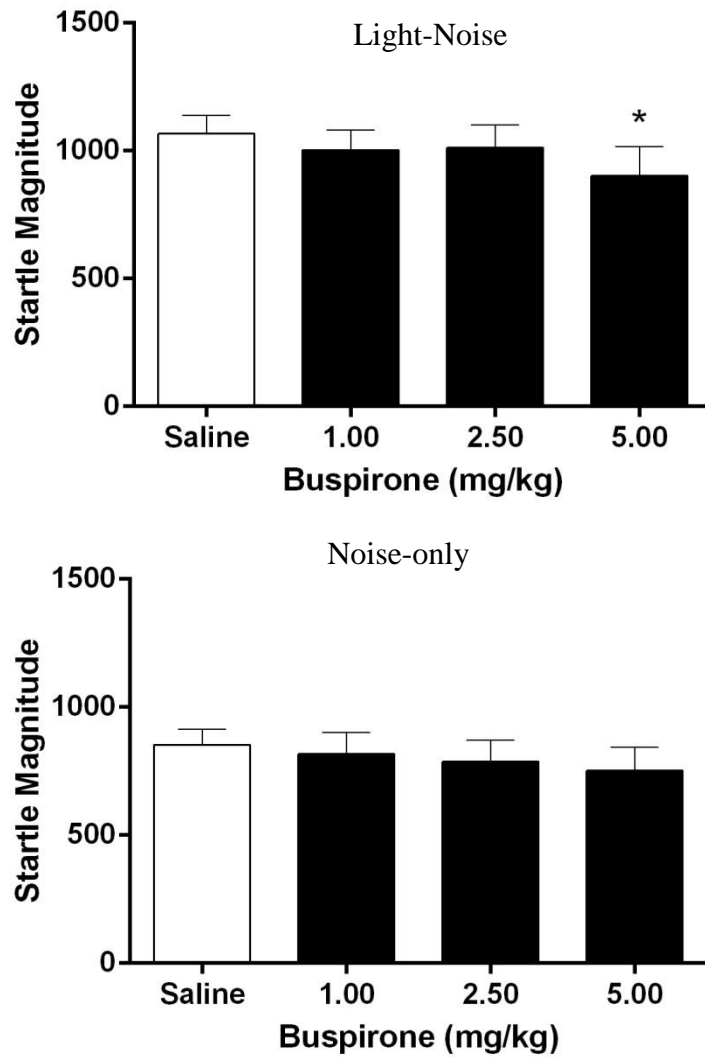 Light-Noise
1500
1000
500
0
Startle Magnitude
*
Saline 1.00 2.50 5.00
Buspirone (mg/kg)
Noise-only
1500
1000
500
0
Startle Magnitude
Saline 1.00 2.50 5.00
Buspirone (mg/kg)